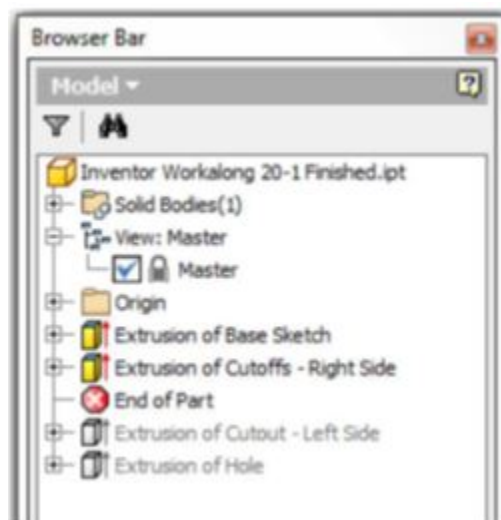 Browser Bar
Model
Inventor Workalong 20-1 Finished.ipt
Solid Bodies(1)
View: Master
Master
Origin
Extrusion of Base Sketch
Extrusion of Cutoffs - Right Side
End of Part
Extrusion of Cutout - Left Side
Extrusion of Hole